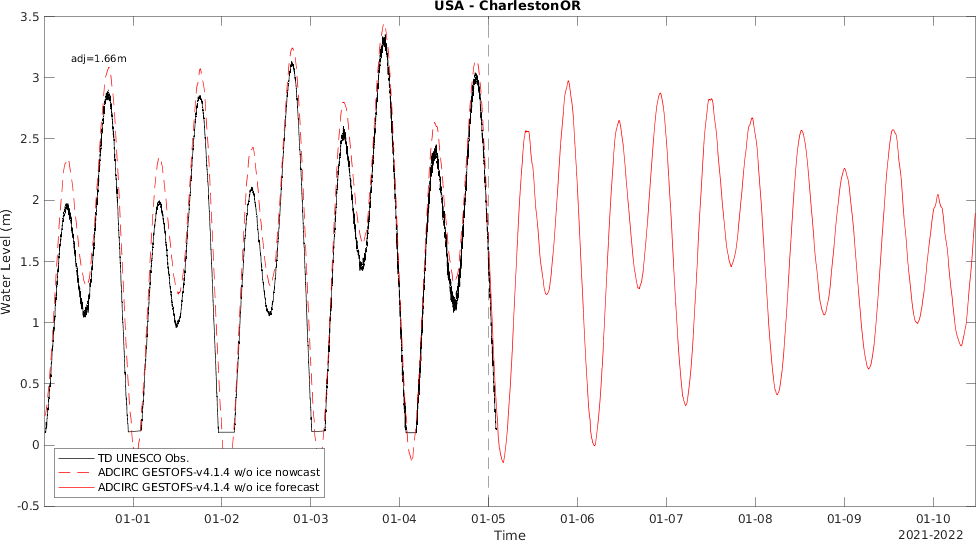 USA - CharlestonOR
adj=1.66m
3.5
3
2.5
2
1.5
1
0.5
0
-0.5
Water Level (m)
TD UNESCO Obs.
ADCIRC GESTOFS-v4.1.4 w/o ice nowcast
ADCIRC GESTOFS-v4.1.4 w/o ice forecast
01-01 01-02 01-03 01-04 01-05 01-06 01-07 01-08 01-09 01-10
Time
2021-2022